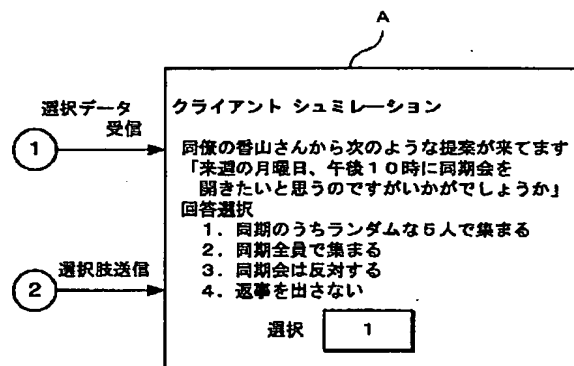 A
選択データ
受信
1
クライアント シュミレーション
同僚の香山さんから次のような提案が来てます
「来週の月曜日、午後10時に同期会を
開きたいと思うのですがいかがでしょうか」
回答選択
1．同期のうちランダムな5人で集まる
2．同期全員で集まる
3．同期会は反対する
4．返事を出さない
選択肢送信
2
選択 1